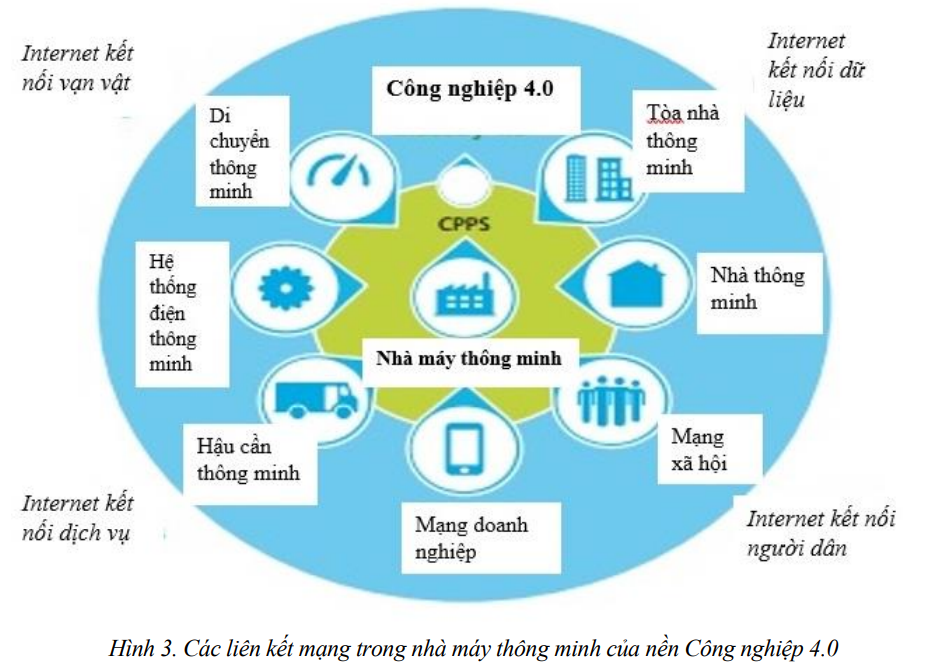 Internet kết
nối vạn vật
Internet
kết nối dữ
liệu
Công nghiệp 4.0
Di
chuyển
thông
minh
Tòa nhà
thông
minh
CPPS
Hệ
thống
điện
thông
minh
Nhà thông
minh
Nhà máy thông minh
Hậu cần
thông minh
Mạng
xã hội
Mạng doanh
nghiệp
Internet kết
nối dịch vụ
Internet kết nối
người dân
Hình 3. Các liên kết mạng trong nhà máy thông minh của nền Công nghiệp 4.0